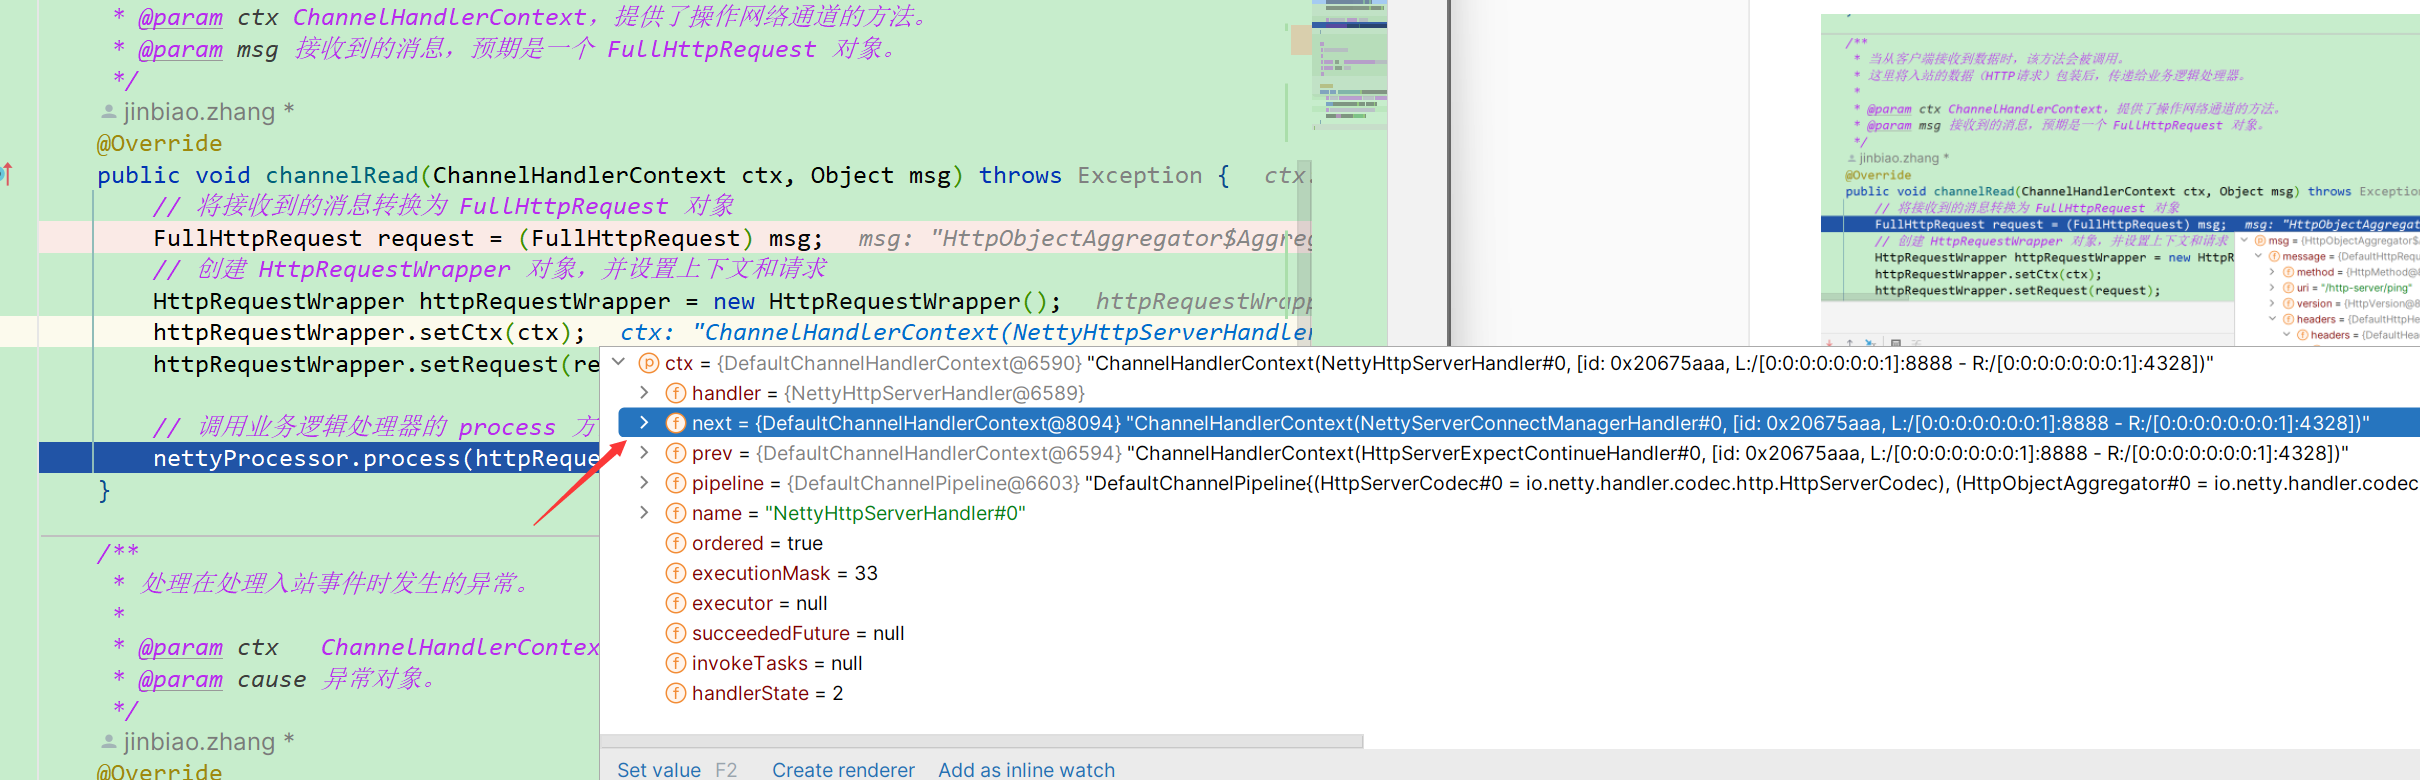 * @param ctx ChannelHandlerContext，提供了操作网络通道的方法。
* @param msg 接收到的消息，预期是一个 FullHttpRequest 对象。
*/
jinbiao.zhang *
@Override
public void channelRead(ChannelHandlerContext ctx, Object msg) throws Exception {   ctx:
// 将接收到的消息转换为 FullHttpRequest 对象
FullHttpRequest request = (FullHttpRequest) msg;   msg: "HttpObjectAggregator$Aggreg
// 创建 HttpRequestWrapper 对象，并设置上下文和请求
HttpRequestWrapper httpRequestWrapper = new HttpRequestWrapper();   httpRequestWrapp
httpRequestWrapper.setCtx(ctx);   ctx: "ChannelHandlerContext(NettyHttpServerHandler
httpRequestWrapper.setRequest(re
// 调用业务逻辑处理器的 process 方
nettyProcessor.process(httpReque
}
/**
* 处理在处理入站事件时发生的异常。
*
* @param ctx   ChannelHandlerContex
* @param cause 异常对象。
*/
jinbiao.zhang *
@Override
ctx = {DefaultChannelHandlerContext@6590} "ChannelHandlerContext(NettyHttpServerHandler#0, [id: 0x20675aaa, L:/[0:0:0:0:0:0:0:1]:8888 - R:/[0:0:0:0:0:0:0:1]:4328])"
handler = {NettyHttpServerHandler@6589}
next = {DefaultChannelHandlerContext@8094} "ChannelHandlerContext(NettyServerConnectManagerHandler#0, [id: 0x20675aaa, L:/[0:0:0:0:0:0:0:1]:8888 - R:/[0:0:0:0:0:0:0:1]:4328])"
prev = {DefaultChannelHandlerContext@6594} "ChannelHandlerContext(HttpServerExpectContinueHandler#0, [id: 0x20675aaa, L:/[0:0:0:0:0:0:0:1]:8888 - R:/[0:0:0:0:0:0:0:1]:4328])"
pipeline = {DefaultChannelPipeline@6603} "DefaultChannelPipeline{(HttpServerCodec#0 = io.netty.handler.codec.http.HttpServerCodec), (HttpObjectAggregator#0 = io.netty.handler.codec
name = "NettyHttpServerHandler#0"
ordered = true
executionMask = 33
executor = null
succeededFuture = null
invokeTasks = null
handlerState = 2
Set value F2   Create renderer   Add as inline watch
/**
* 当从客户端接收到数据时，该方法会被调用。
* 这里将入站的数据（HTTP请求）包装后，传递给业务逻辑处理器。
*
* @param ctx ChannelHandlerContext，提供了操作网络通道的方法。
* @param msg 接收到的消息，预期是一个 FullHttpRequest 对象。
*/
jinbiao.zhang *
@Override
public void channelRead(ChannelHandlerContext ctx, Object msg) throws Exception
// 将接收到的消息转换为 FullHttpRequest 对象
FullHttpRequest request = (FullHttpRequest) msg;   msg: "HttpObjectAggregat
// 创建 HttpRequestWrapper 对象，并设置上下文和请求
HttpRequestWrapper httpRequestWrapper = new HttpR
httpRequestWrapper.setCtx(ctx);
httpRequestWrapper.setRequest(request);
msg = {HttpObjectAggregator$A
message = {DefaultHttpRequ
method = {HttpMethod@
uri = "/http-server/ping"
version = {HttpVersion@8
headers = {DefaultHttpHe
headers = {DefaultHea